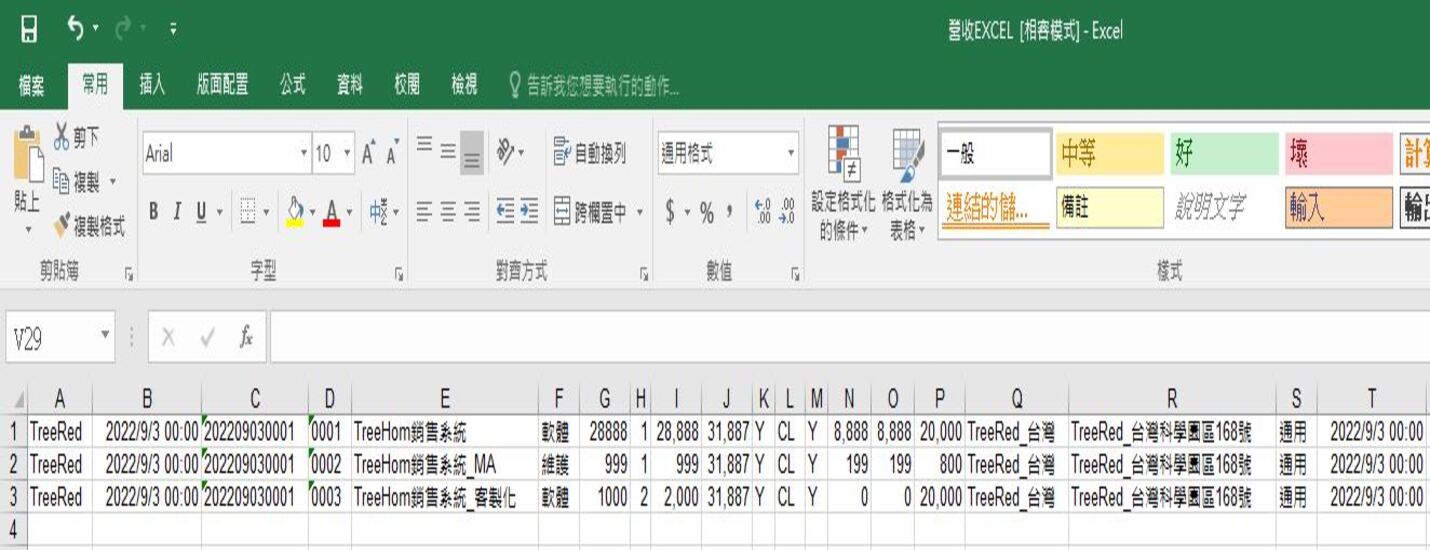 營收EXCEL [相容模式] - Excel
檔案 常用 插入 版面配置 公式 資料 校閱 檢視 告訴我您想要執行的動作...
貼上 剪下 複製 複製格式 剪貼簿
Arial 10 A A B I U A 中 字型
自動換列 跨欄置中 對齊方式
通用格式 $ % , .0 .00 .00 .0 數值
設定格式化的條件 格式化為表格
一般 中等 好 壞 計算
連結的儲... 備註 說明文字 輸入 輸出
樣式
V29 fx
A B C D E F G H I J K L M N O P Q R S T
1 TreeRed 2022/9/3 00:00 202209030001 0001 TreeHom銷售系統 軟體 28888 1 28,888 31,887 Y CL Y 8,888 8,888 20,000 TreeRed_台灣 TreeRed_台灣科學園區168號 通用 2022/9/3 00:00
2 TreeRed 2022/9/3 00:00 202209030001 0002 TreeHom銷售系統_MA 維護 999 1 999 31,887 Y CL Y 199 199 800 TreeRed_台灣 TreeRed_台灣科學園區168號 通用 2022/9/3 00:00
3 TreeRed 2022/9/3 00:00 202209030001 0003 TreeHom銷售系統_客製化 軟體 1000 2 2,000 31,887 Y CL Y 0 0 20,000 TreeRed_台灣 TreeRed_台灣科學園區168號 通用 2022/9/3 00:00
4